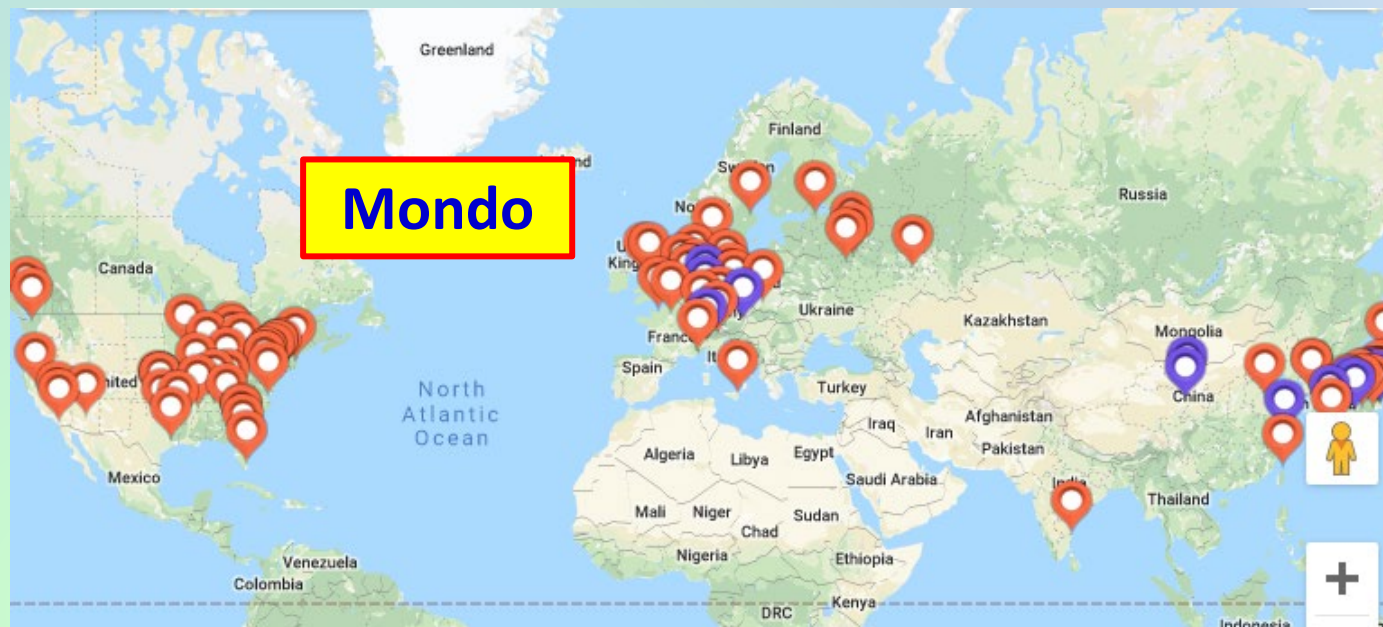 Greenland
Finland
Russia
Mondo
Canada
Ukraine
Kazakhstan
Mongolia
Spain
North
Atlantic
Ocean
Turkey
China
Afghanistan
Iraq
Iran
Pakistan
Algeria
Libya
Egypt
Saudi Arabia
Mexico
India
Thailand
Mali
Niger
Chad
Sudan
Nigeria
Ethiopia
Venezuela
Colombia
Kenya
DRC
+